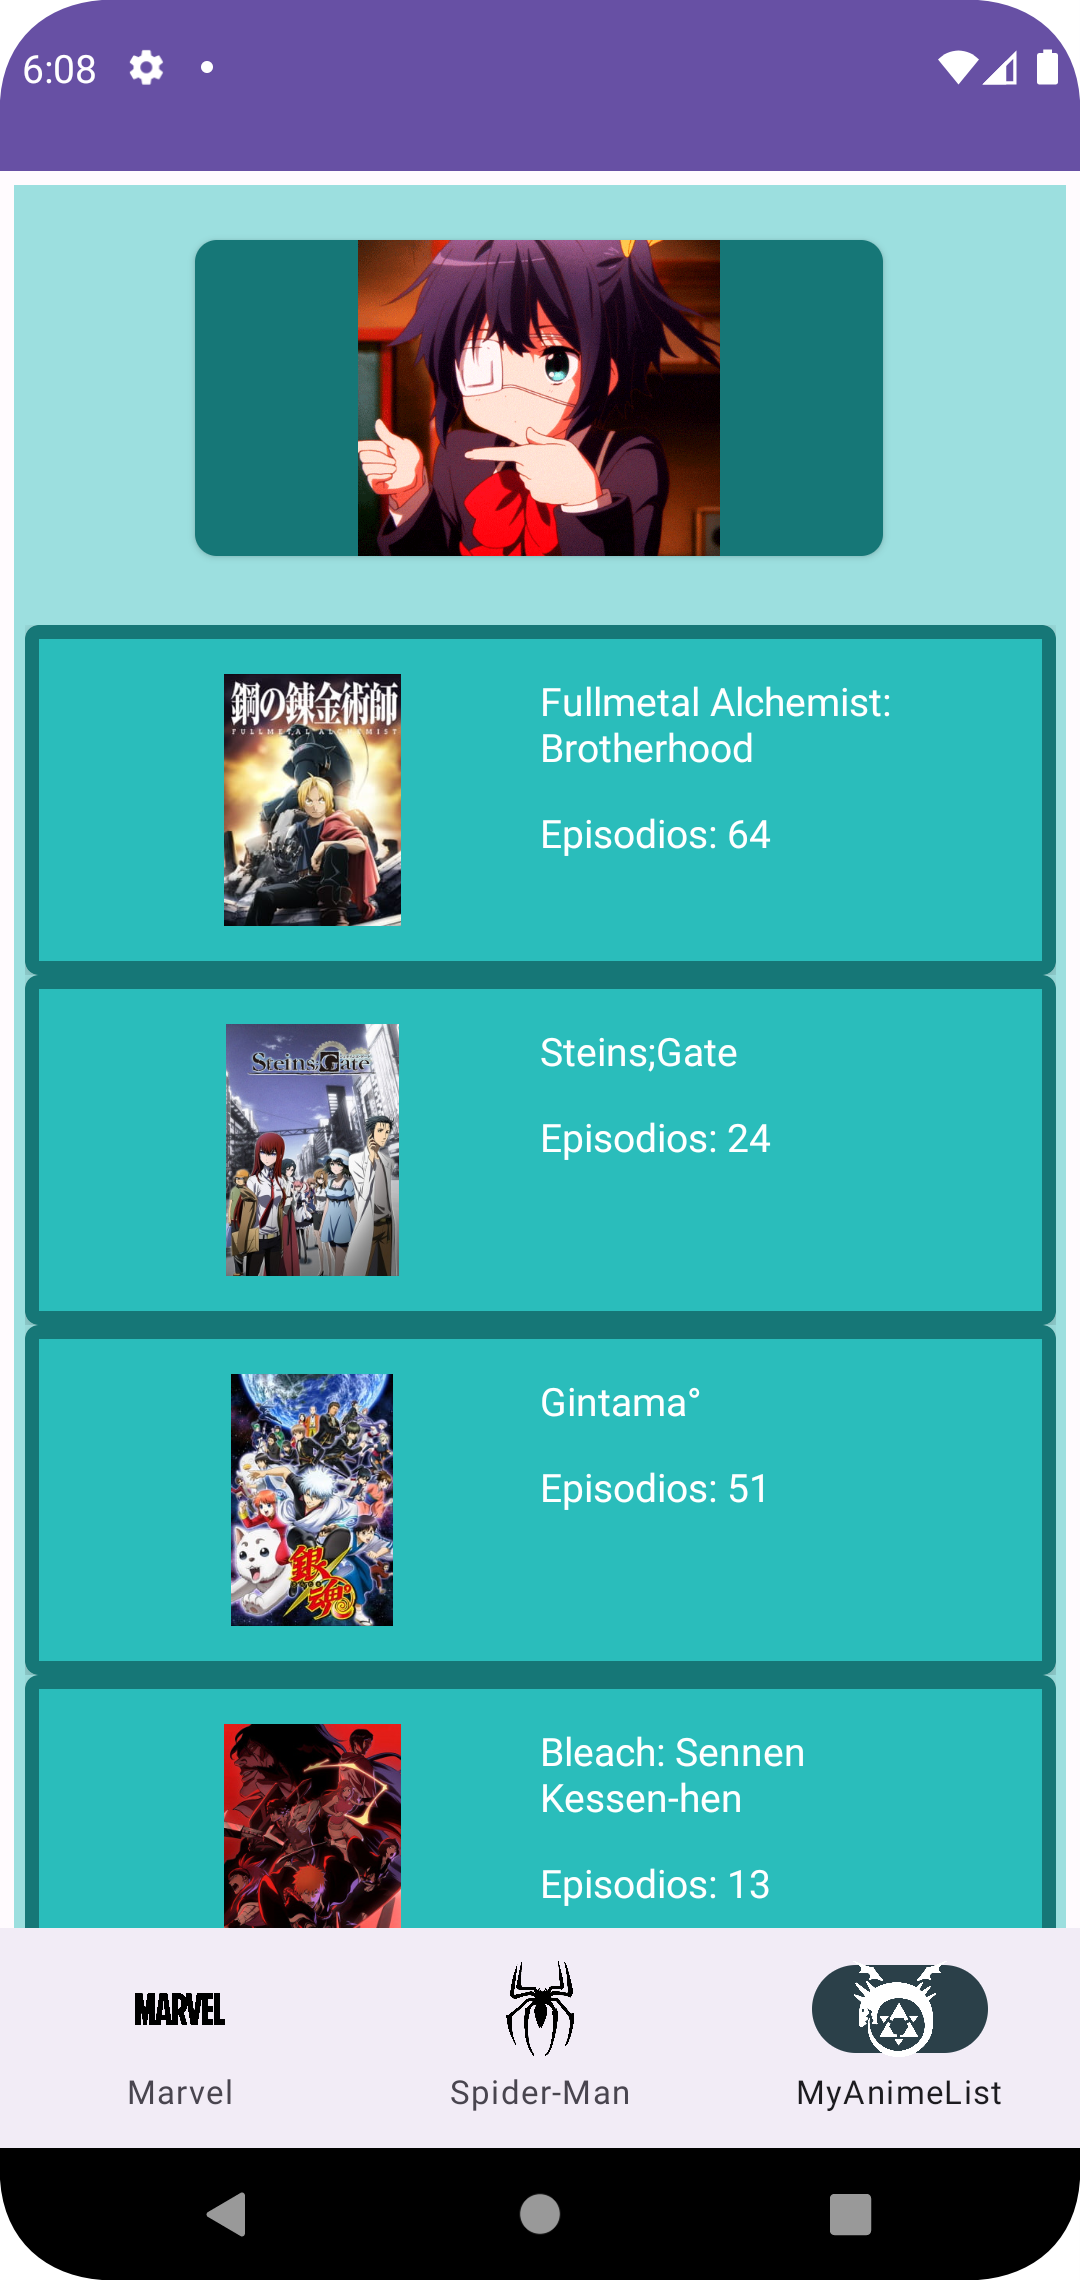 6:08
鋼の錬金術師
FULLMETAL ALCHEMIST
Fullmetal Alchemist:
Brotherhood
Episodios: 64
Steins;Gate
Steins;Gate
Episodios: 24
銀魂°
Gintama°
Episodios: 51
Bleach: Sennen
Kessen-hen
Episodios: 13
MARVEL
Marvel
Spider-Man
MyAnimeList